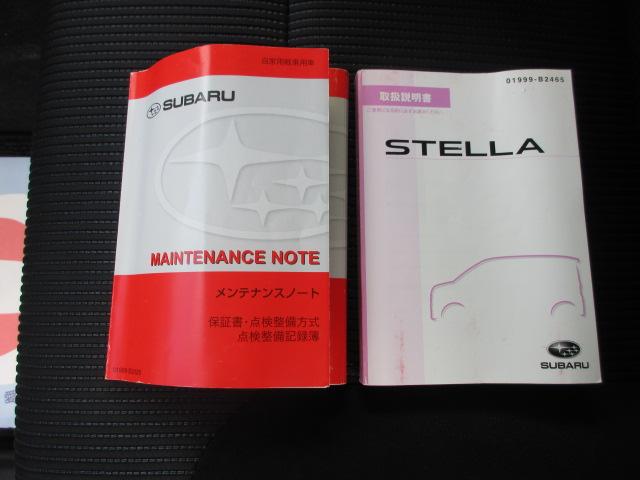 自家用軽乗用車
SUBARU
MAINTENANCE NOTE
メンテナンスノート
保証書・点検整備方式
点検整備記録簿
01999-B2465
取扱説明書
STELLA
SUBARU